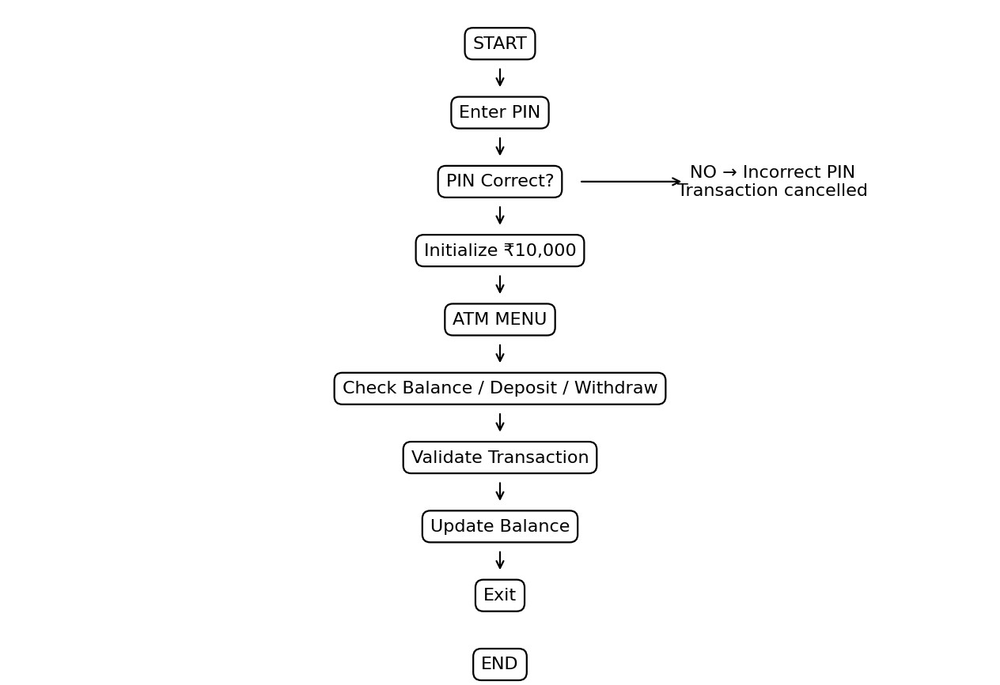 START
Enter PIN
PIN Correct?
NO → Incorrect PIN
Transaction cancelled
Initialize ₹10,000
ATM MENU
Check Balance / Deposit / Withdraw
Validate Transaction
Update Balance
Exit
END